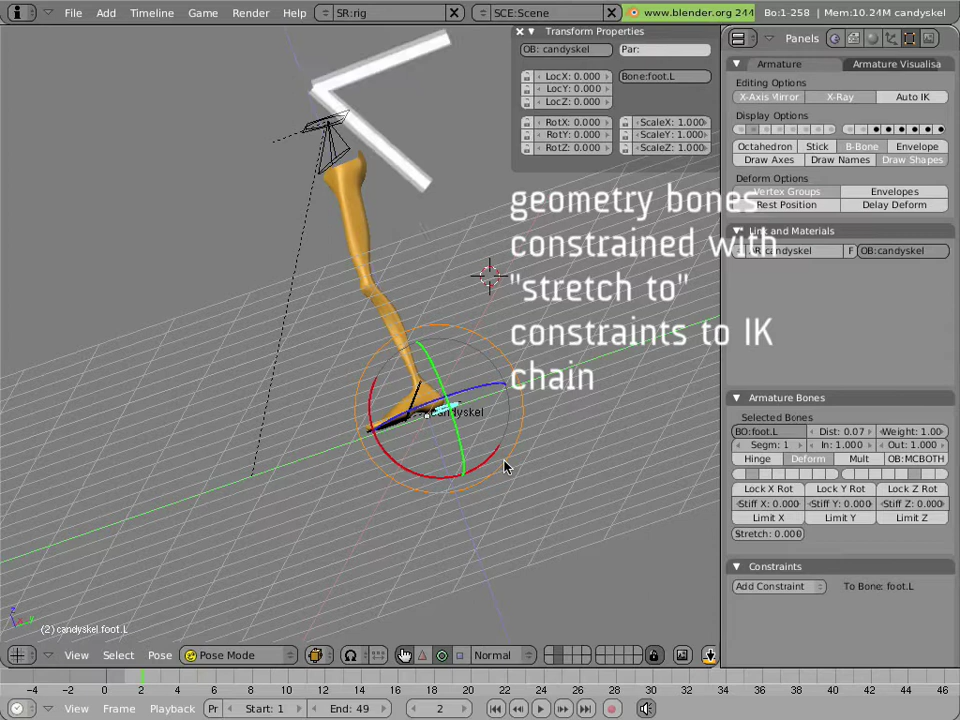 File Add Timeline Game Render Help SR:rig SCE:Scene www.blender.org 244 Bo:1-258 | Mem:10.24M candyskel
Transform Properties
OB: candyskel Par:
LocX: 0.000 Bone:foot.L
LocY: 0.000
LocZ: 0.000
RotX: 0.000 ScaleX: 1.000
RotY: 0.000 ScaleY: 1.000
RotZ: 0.000 ScaleZ: 1.000
Panels
Armature Armature Visualisa
Editing Options
X-Axis Mirror X-Ray Auto IK
Display Options
Octahedron Stick B-Bone Envelope
Draw Axes Draw Names Draw Shapes
Deform Options
Vertex Groups Envelopes
Rest Position Delay Deform
Link and Materials
F OB:candyskel
geometry bones
constrained with
"stretch to"
constraints to IK
chain
candyskel
Armature Bones
Selected Bones
BO:foot.L Dist: 0.07 Weight: 1.00
Segm: 1 In: 1.000 Out: 1.000
Hinge Deform Mult OB:MCBOTH
Lock X Rot Lock Y Rot Lock Z Rot
Stiff X: 0.000 Stiff Y: 0.000 Stiff Z: 0.000
Limit X Limit Y Limit Z
Stretch: 0.000
Constraints
Add Constraint To Bone: foot.L
z
x y
(2) candyskel foot.L
View Select Pose Pose Mode Normal
-4 -2 0 2 4 6 8 10 12 14 16 18 20 22 24 26 28 30 32 34 36 38 40 42 44 46
View Frame Playback Pr Start: 1 End: 49 2